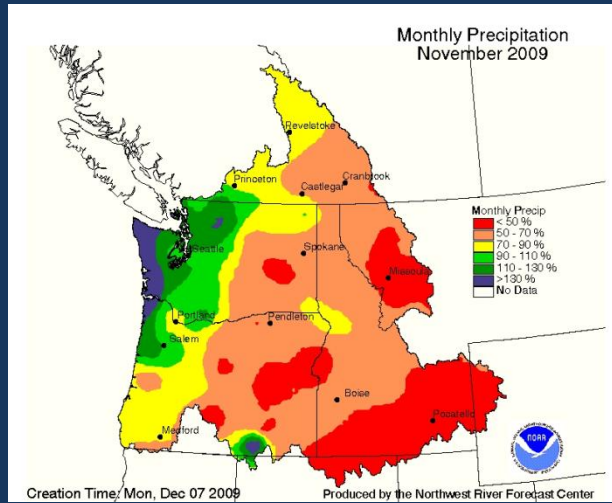 Monthly Precipitation
November 2009
Revelstoke
Princeton
Cranbrook
Castlegar
Seattle
Spokane
Missoula
Monthly Precip
< 50 %
50 - 70 %
70 - 90 %
90 - 110 %
110 - 130 %
>130 %
No Data
Portland
Pendleton
Salem
Boise
Pocatello
Medford
NOAA
Creation Time: Mon, Dec 07 2009
Produced by the Northwest River Forecast Center